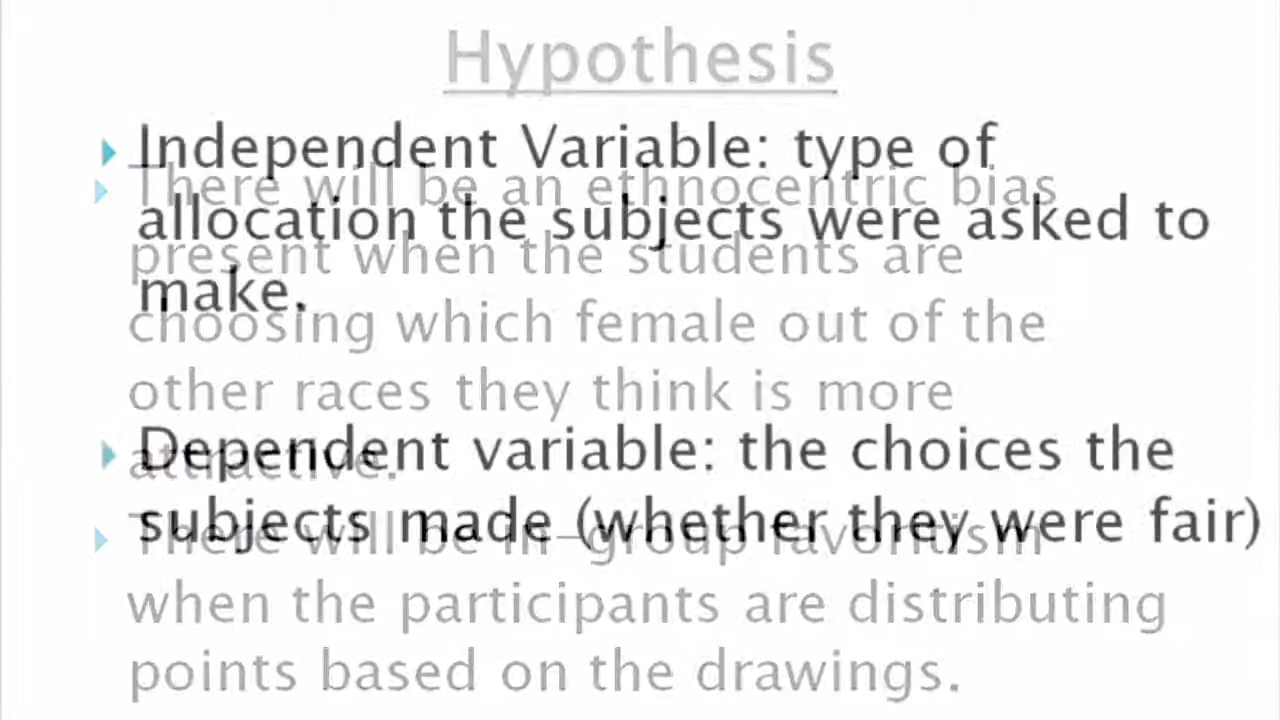 Hypothesis
Independent Variable: type of
allocation the subjects were asked to
make.
Dependent variable: the choices the
subjects made (whether they were fair)
There will be an ethnocentric bias
present when the students are
choosing which female out of the
other races they think is more
attractive.
There will be in-group favoritism
when the participants are distributing
points based on the drawings.